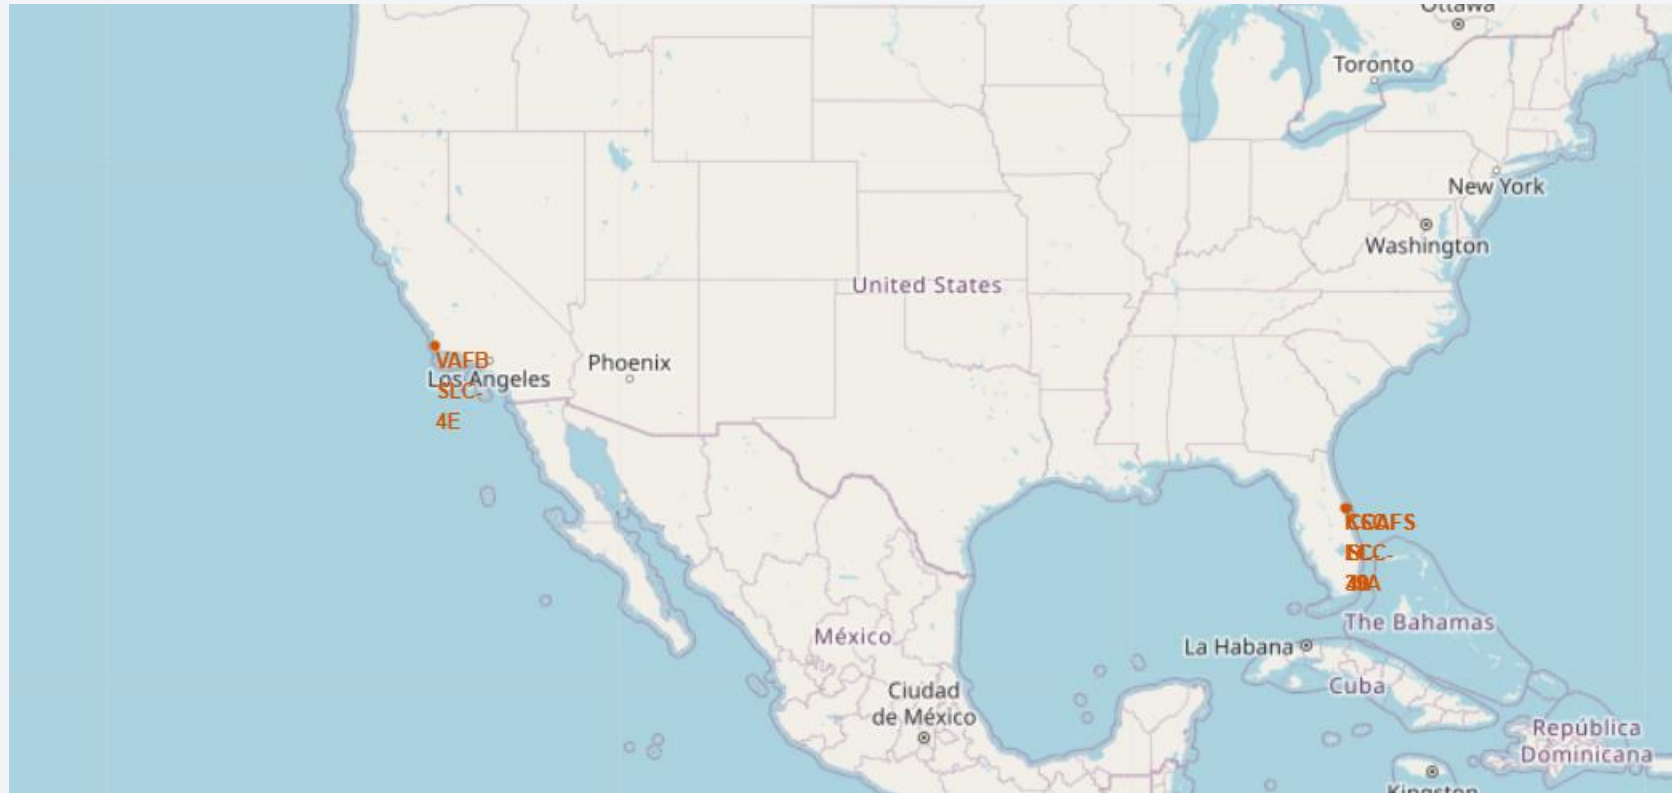 Ottawa
Toronto
New York
Washington
United States
VAFB
SLC-
4E
Los Angeles
Phoenix
The Bahamas
México
La Habana
Cuba
Ciudad
de México
República
Dominicana
Kingston